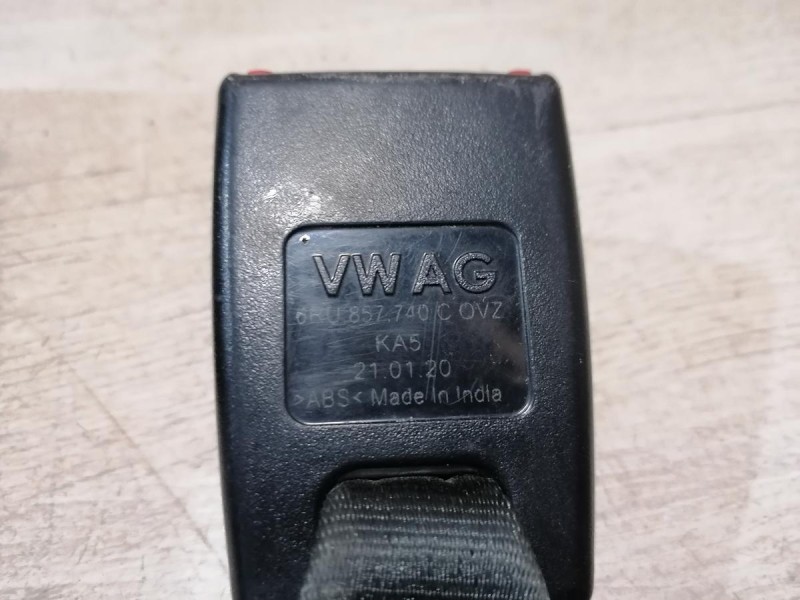 VW AG
6RU 857 740 C OVZ
KA5
21.01.20
>ABS< Made In India